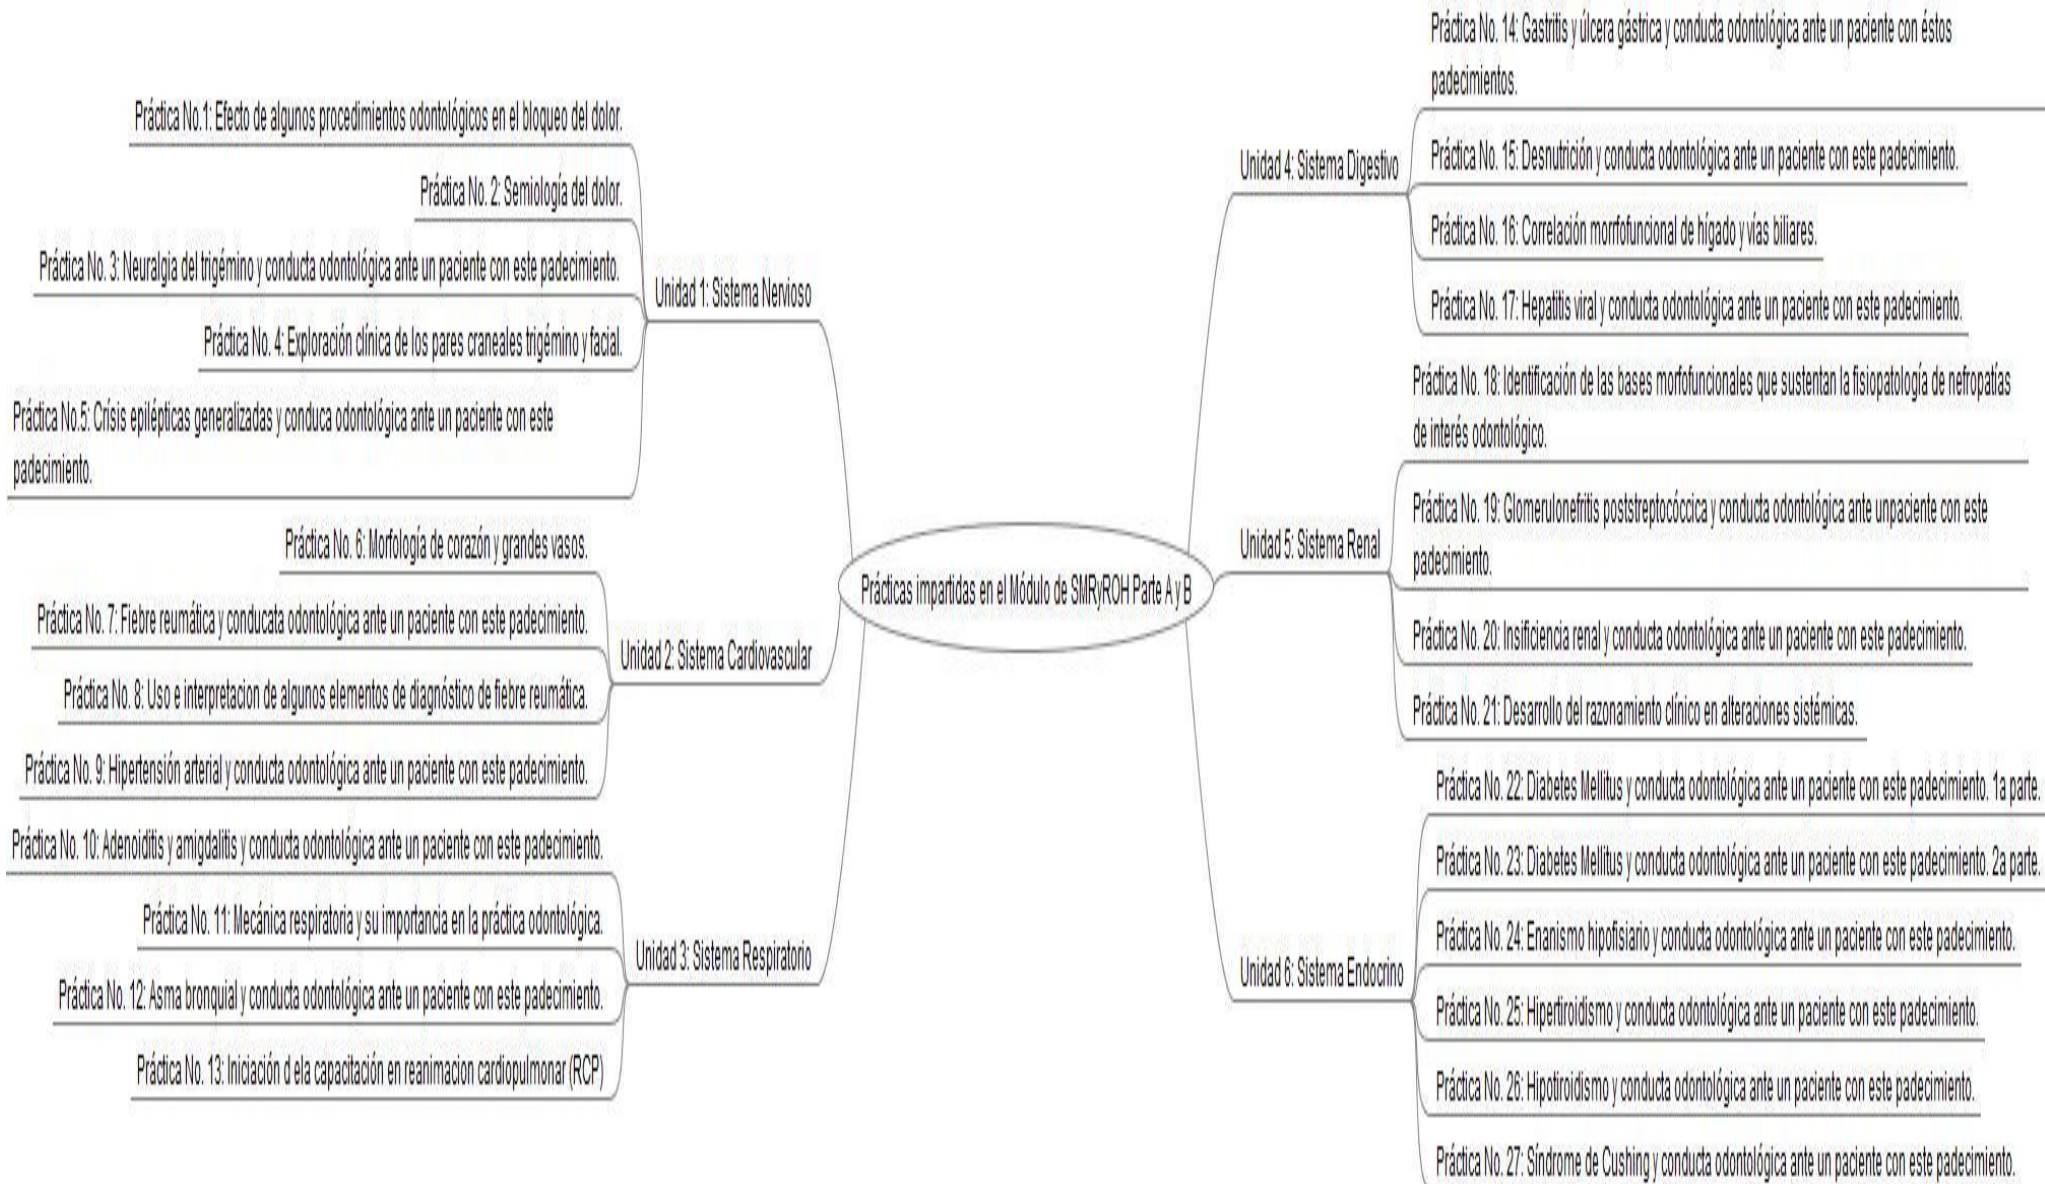 Práctica No.1: Efecto de algunos procedimientos odontológicos en el bloqueo del dolor.
Práctica No. 2: Semiología del dolor.
Práctica No. 3: Neuralgia del trigémino y conducta odontológica ante un paciente con este padecimiento.
Práctica No. 4: Exploración clínica de los pares craneales trigémino y facial.
Práctica No.5: Crísis epilépticas generalizadas y conduca odontológica ante un paciente con este
padecimiento.
Unidad 1: Sistema Nervioso
Práctica No. 6: Morfología de corazón y grandes vasos.
Práctica No. 7: Fiebre reumática y conducata odontológica ante un paciente con este padecimiento.
Práctica No. 8: Uso e interpretacion de algunos elementos de diagnóstico de fiebre reumática.
Práctica No. 9: Hipertensión arterial y conducta odontológica ante un paciente con este padecimiento.
Unidad 2: Sistema Cardiovascular
Práctica No. 10: Adenoiditis y amigdalitis y conducta odontológica ante un paciente con este padecimiento.
Práctica No. 11: Mecánica respiratoria y su importancia en la práctica odontológica.
Práctica No. 12: Asma bronquial y conducta odontológica ante un paciente con este padecimiento.
Práctica No. 13: Iniciación d ela capacitación en reanimacion cardiopulmonar (RCP)
Unidad 3: Sistema Respiratorio
Prácticas impartidas en el Módulo de SMRyROH Parte A y B
Unidad 4: Sistema Digestivo
Práctica No. 14: Gastritis y úlcera gástrica y conducta odontológica ante un paciente con éstos
padecimientos.
Práctica No. 15: Desnutrición y conducta odontológica ante un paciente con este padecimiento.
Práctica No. 16: Correlación morrfofuncional de hígado y vías biliares.
Práctica No. 17: Hepatitis viral y conducta odontológica ante un paciente con este padecimiento.
Unidad 5: Sistema Renal
Práctica No. 18: Identificación de las bases morfofuncionales que sustentan la fisiopatología de nefropatías
de interés odontológico.
Práctica No. 19: Glomerulonefritis poststreptocóccica y conducta odontológica ante unpaciente con este
padecimiento.
Práctica No. 20: Insificiencia renal y conducta odontológica ante un paciente con este padecimiento.
Práctica No. 21: Desarrollo del razonamiento clínico en alteraciones sistémicas.
Unidad 6: Sistema Endocrino
Práctica No. 22: Diabetes Mellitus y conducta odontológica ante un paciente con este padecimiento. 1a parte.
Práctica No. 23: Diabetes Mellitus y conducta odontológica ante un paciente con este padecimiento. 2a parte.
Práctica No. 24: Enanismo hipofisiario y conducta odontológica ante un paciente con este padecimiento.
Práctica No. 25: Hipertiroidismo y conducta odontológica ante un paciente con este padecimiento.
Práctica No. 26: Hipotiroidismo y conducta odontológica ante un paciente con este padecimiento.
Práctica No. 27: Síndrome de Cushing y conducta odontológica ante un paciente con este padecimiento.